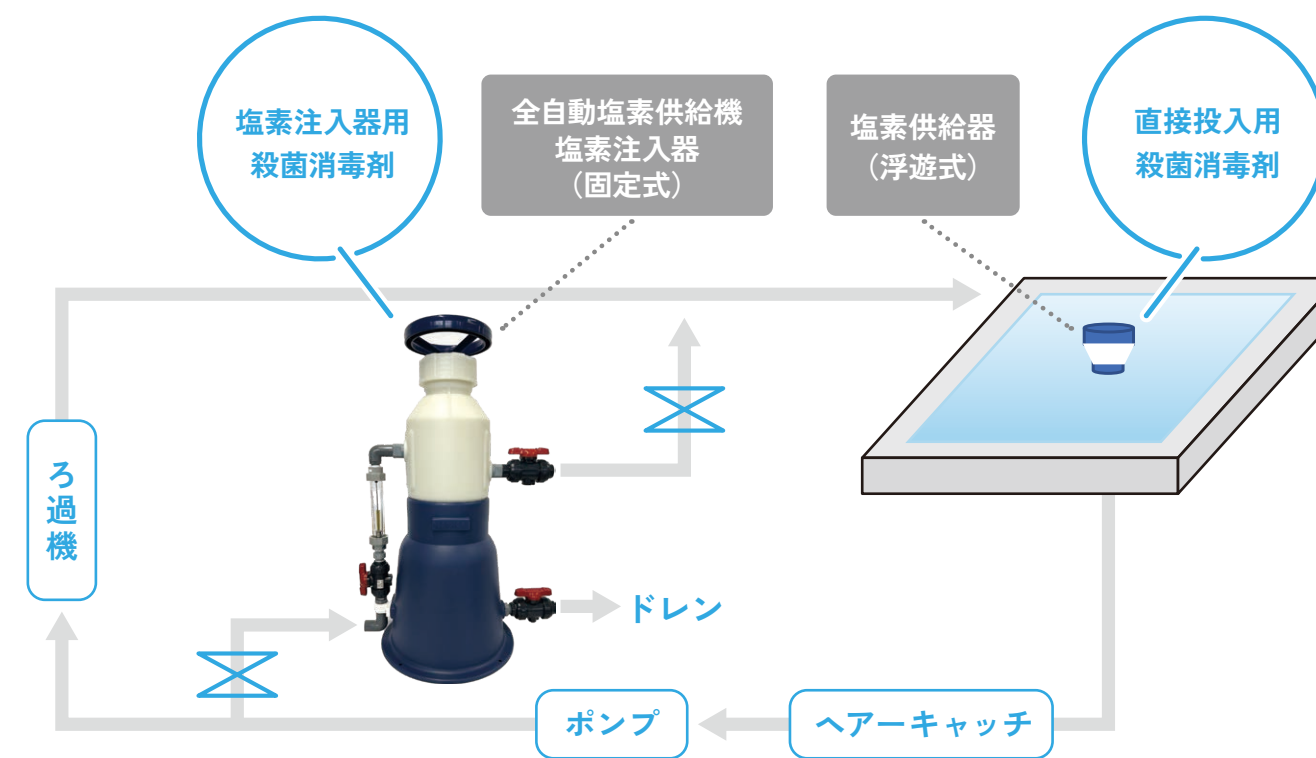 塩素注入器用
殺菌消毒剤
全自動塩素供給機
塩素注入器
（固定式）
塩素供給器
（浮遊式）
直接投入用
殺菌消毒剤
ろ過機
ドレン
ポンプ
ヘアーキャッチ